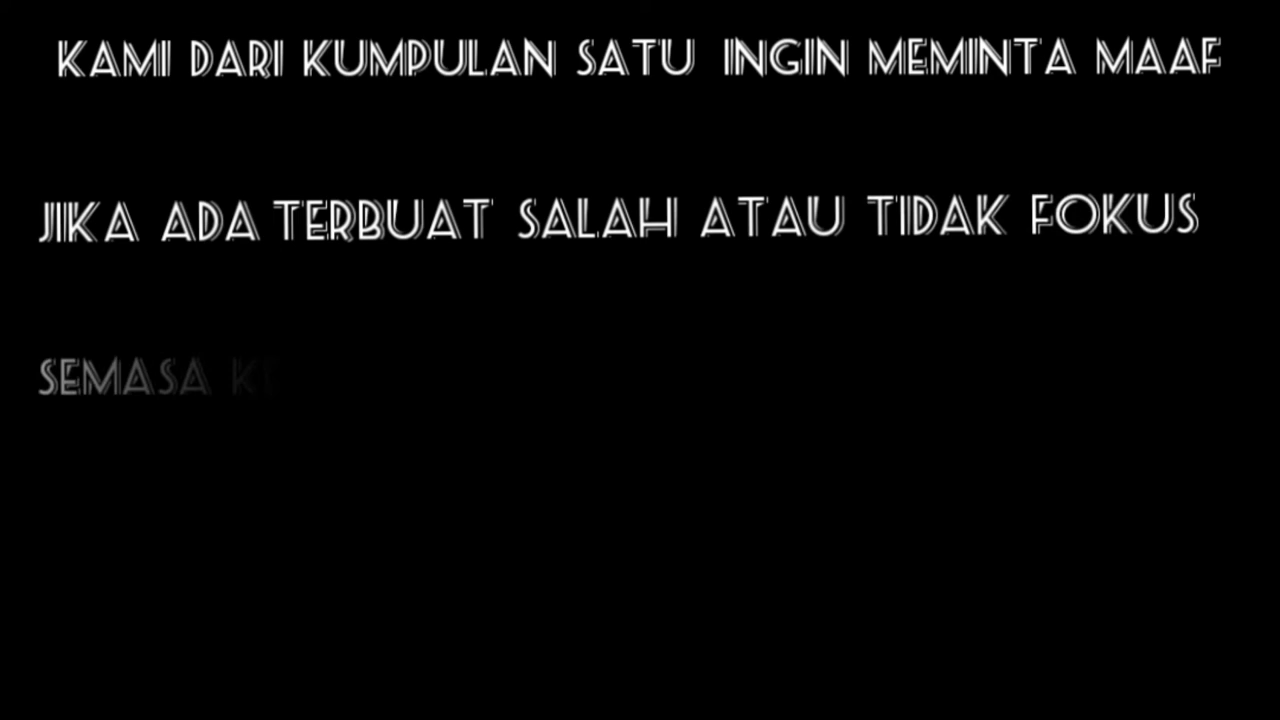 KAMI DARI KUMPULAN SATU INGIN MEMINTA MAAF
JIKA ADA TERBUAT SALAH ATAU TIDAK FOKUS
SEMASA